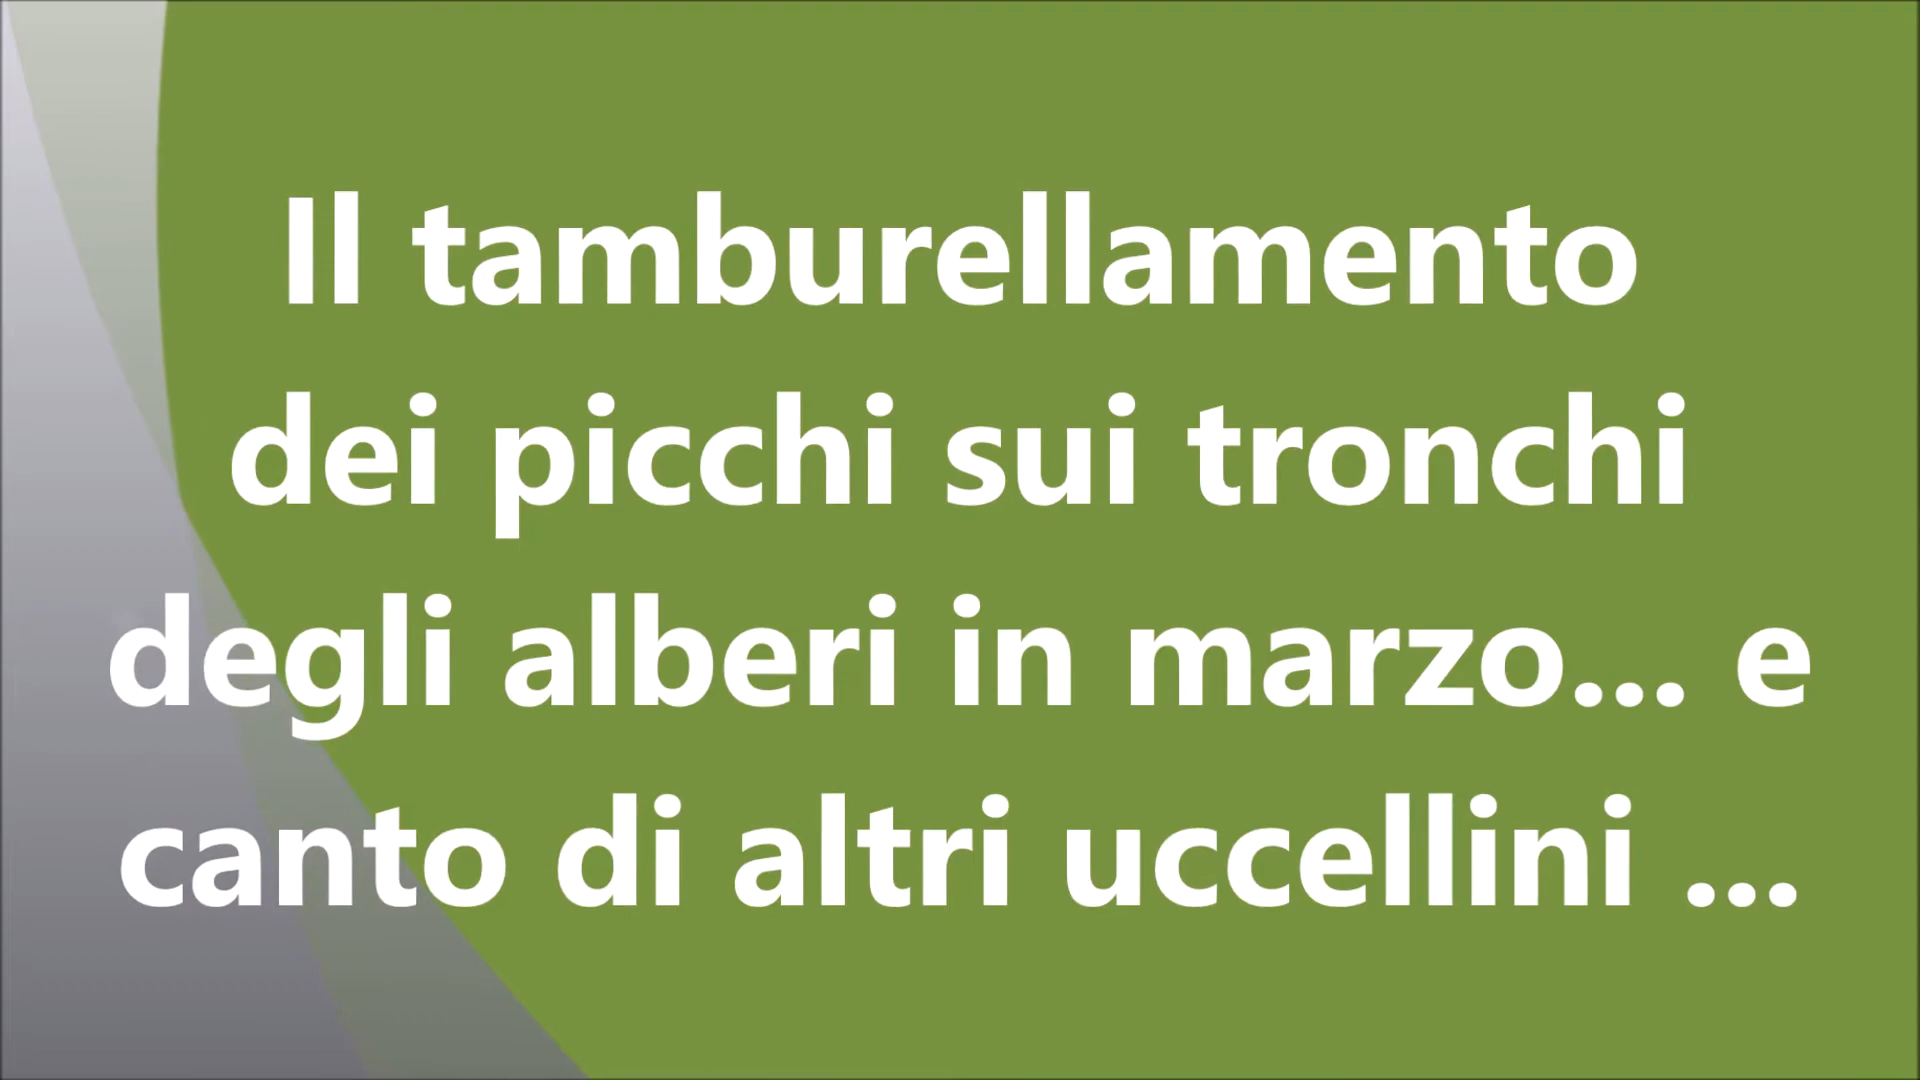 Il tamburellamento
dei picchi sui tronchi
degli alberi in marzo... e
canto di altri uccellini ...